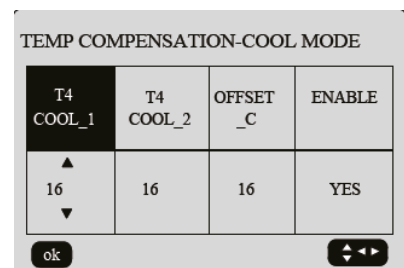 TEMP COMPENSATION-COOL MODE
T4 T4 OFFSET ENABLE
COOL_1 COOL_2 _C
16 16 16 YES
ok